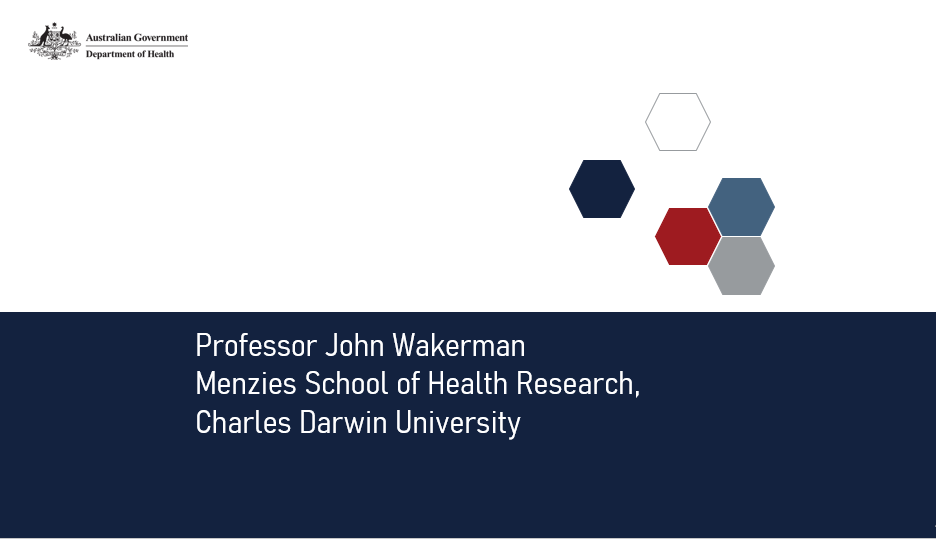 Australian Government
Department of Health
Professor John Wakerman
Menzies School of Health Research,
Charles Darwin University